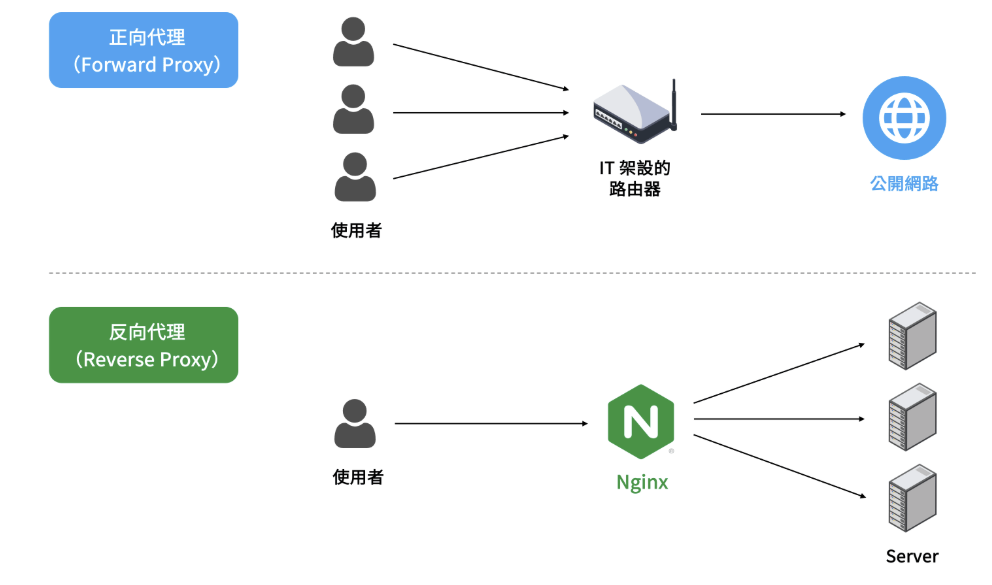 正向代理
（Forward Proxy）
IT 架設的
路由器
公開網路
使用者
反向代理
（Reverse Proxy）
N
®
使用者
Nginx
Server